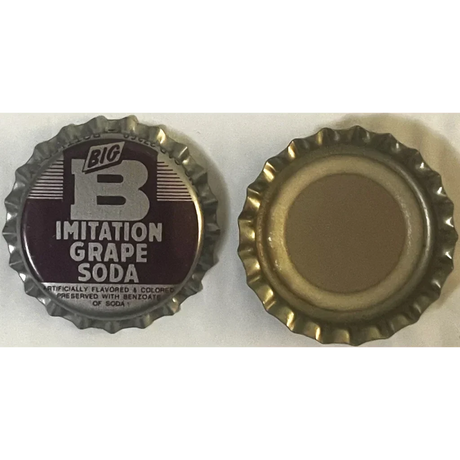 BIG
B
IMITATION
GRAPE
SODA
ARTIFICIALLY FLAVORED & COLORED
PRESERVED WITH BENZOATE
OF SODA